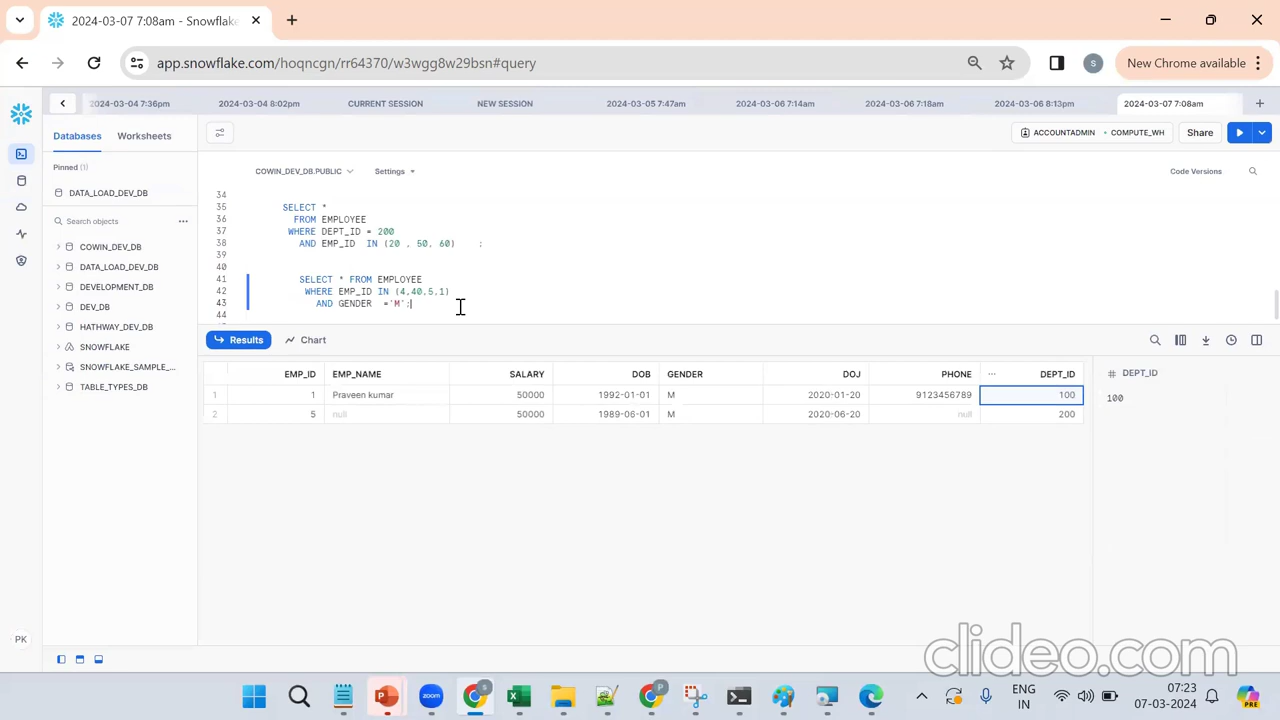 2024-03-07 7:08am - Snowflake
app.snowflake.com/hoqncgn/rr64370/w3wgg8w29bsn#query
S
New Chrome available
2024-03-04 7:36pm
2024-03-04 8:02pm
CURRENT SESSION
NEW SESSION
2024-03-05 7:47am
2024-03-06 7:14am
2024-03-06 7:18am
2024-03-06 8:13pm
2024-03-07 7:08am
Databases
Worksheets
ACCOUNTADMIN • COMPUTE_WH
Share
Pinned (1)
DATA_LOAD_DEV_DB
Search objects
COWIN_DEV_DB
DATA_LOAD_DEV_DB
DEVELOPMENT_DB
DEV_DB
HATHWAY_DEV_DB
SNOWFLAKE
SNOWFLAKE_SAMPLE_...
TABLE_TYPES_DB
PK
COWIN_DEV_DB.PUBLIC
Settings
Code Versions
34
35 SELECT *
36 FROM EMPLOYEE
37 WHERE DEPT_ID = 200
38 AND EMP_ID IN (20 , 50, 60) ;
39
40
41 SELECT * FROM EMPLOYEE
42 WHERE EMP_ID IN (4,40,5,1)
43 AND GENDER ='M';
44
Results
Chart
EMP_ID EMP_NAME SALARY DOB GENDER DOJ PHONE ... DEPT_ID
1 1 Praveen kumar 50000 1992-01-01 M 2020-01-20 9123456789 100
2 5 null 50000 1989-06-01 M 2020-06-20 null 200
# DEPT_ID
100
clideo.com
zoom
S
P
ENG
IN
07:23
07-03-2024
PRE